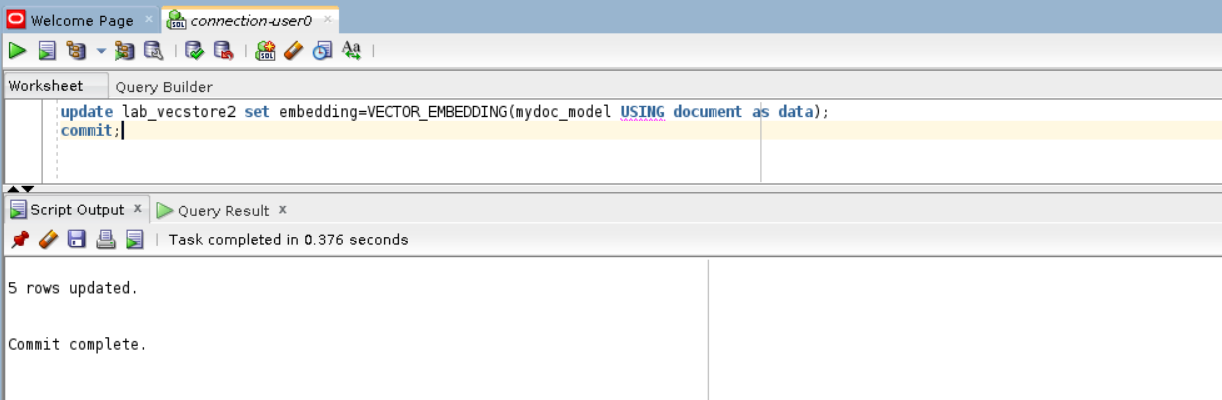 Welcome Page
connection-user0
Worksheet
Query Builder
update lab_vecstore2 set embedding=VECTOR_EMBEDDING(mydoc_model USING document as data);
commit;
Script Output x
Query Result x
Task completed in 0.376 seconds
5 rows updated.
Commit complete.